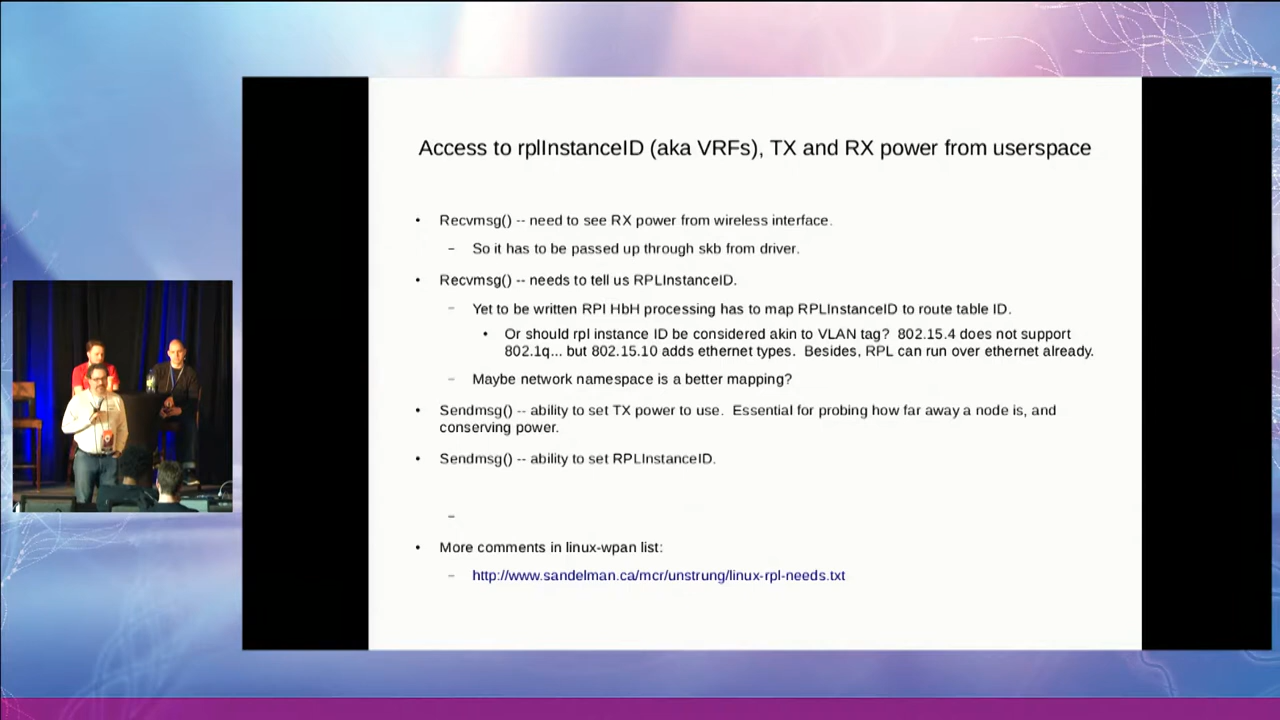 Access to rplInstanceID (aka VRFs), TX and RX power from userspace
• Recvmsg() -- need to see RX power from wireless interface.
– So it has to be passed up through skb from driver.
• Recvmsg() -- needs to tell us RPLInstanceID.
– Yet to be written RPI HbH processing has to map RPLInstanceID to route table ID.
• Or should rpl instance ID be considered akin to VLAN tag? 802.15.4 does not support
802.1q... but 802.15.10 adds ethernet types. Besides, RPL can run over ethernet already.
– Maybe network namespace is a better mapping?
• Sendmsg() -- ability to set TX power to use. Essential for probing how far away a node is, and
conserving power.
• Sendmsg() -- ability to set RPLInstanceID.
–
• More comments in linux-wpan list:
– http://www.sandelman.ca/mcr/unstrung/linux-rpl-needs.txt